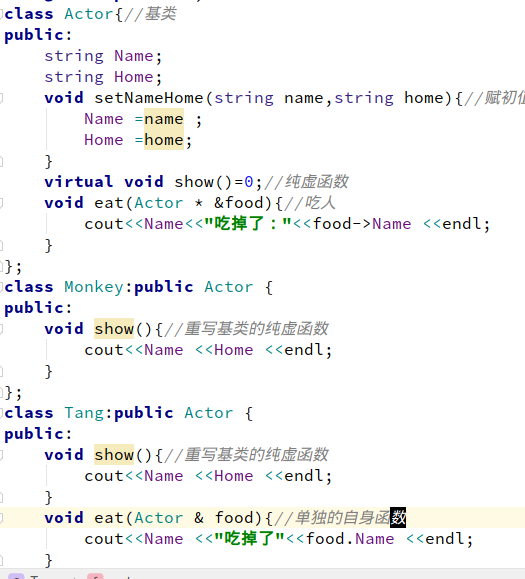 class Actor{//基类
public:
    string Name;
    string Home;
    void setNameHome(string name,string home){//赋初
        Name =name ;
        Home =home;
    }
    virtual void show()=0;//纯虚函数
    void eat(Actor * &food){//吃人
        cout<<Name<<"吃掉了："<<food->Name <<endl;
    }
};
class Monkey:public Actor {
public:
    void show(){//重写基类的纯虚函数
        cout<<Name <<Home <<endl;
    }
};
class Tang:public Actor {
public:
    void show(){//重写基类的纯虚函数
        cout<<Name <<Home <<endl;
    }
    void eat(Actor & food){//单独的自身函数
        cout<<Name <<"吃掉了"<<food.Name <<endl;
    }